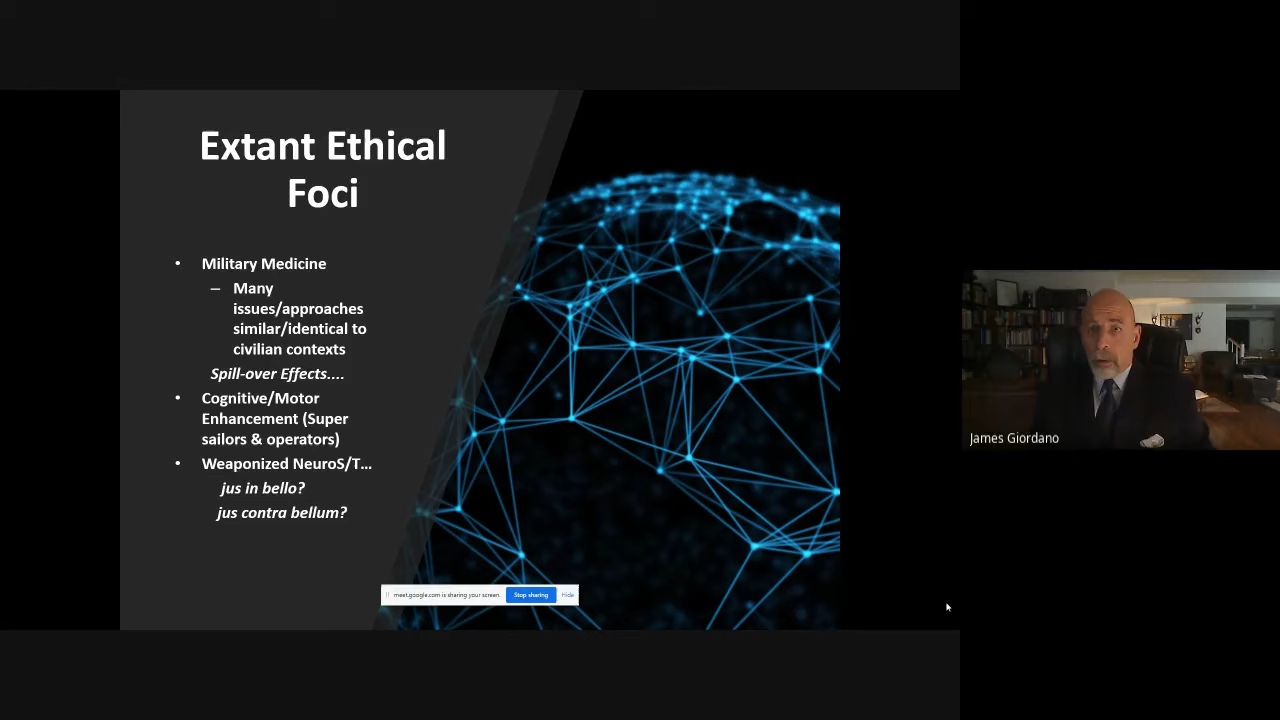 Extant Ethical
Foci
• Military Medicine
– Many
issues/approaches
similar/identical to
civilian contexts
Spill-over Effects....
• Cognitive/Motor
Enhancement (Super
sailors & operators)
• Weaponized NeuroS/T...
jus in bello?
jus contra bellum?
meet.google.com is sharing your screen.
Stop sharing
Hide
James Giordano